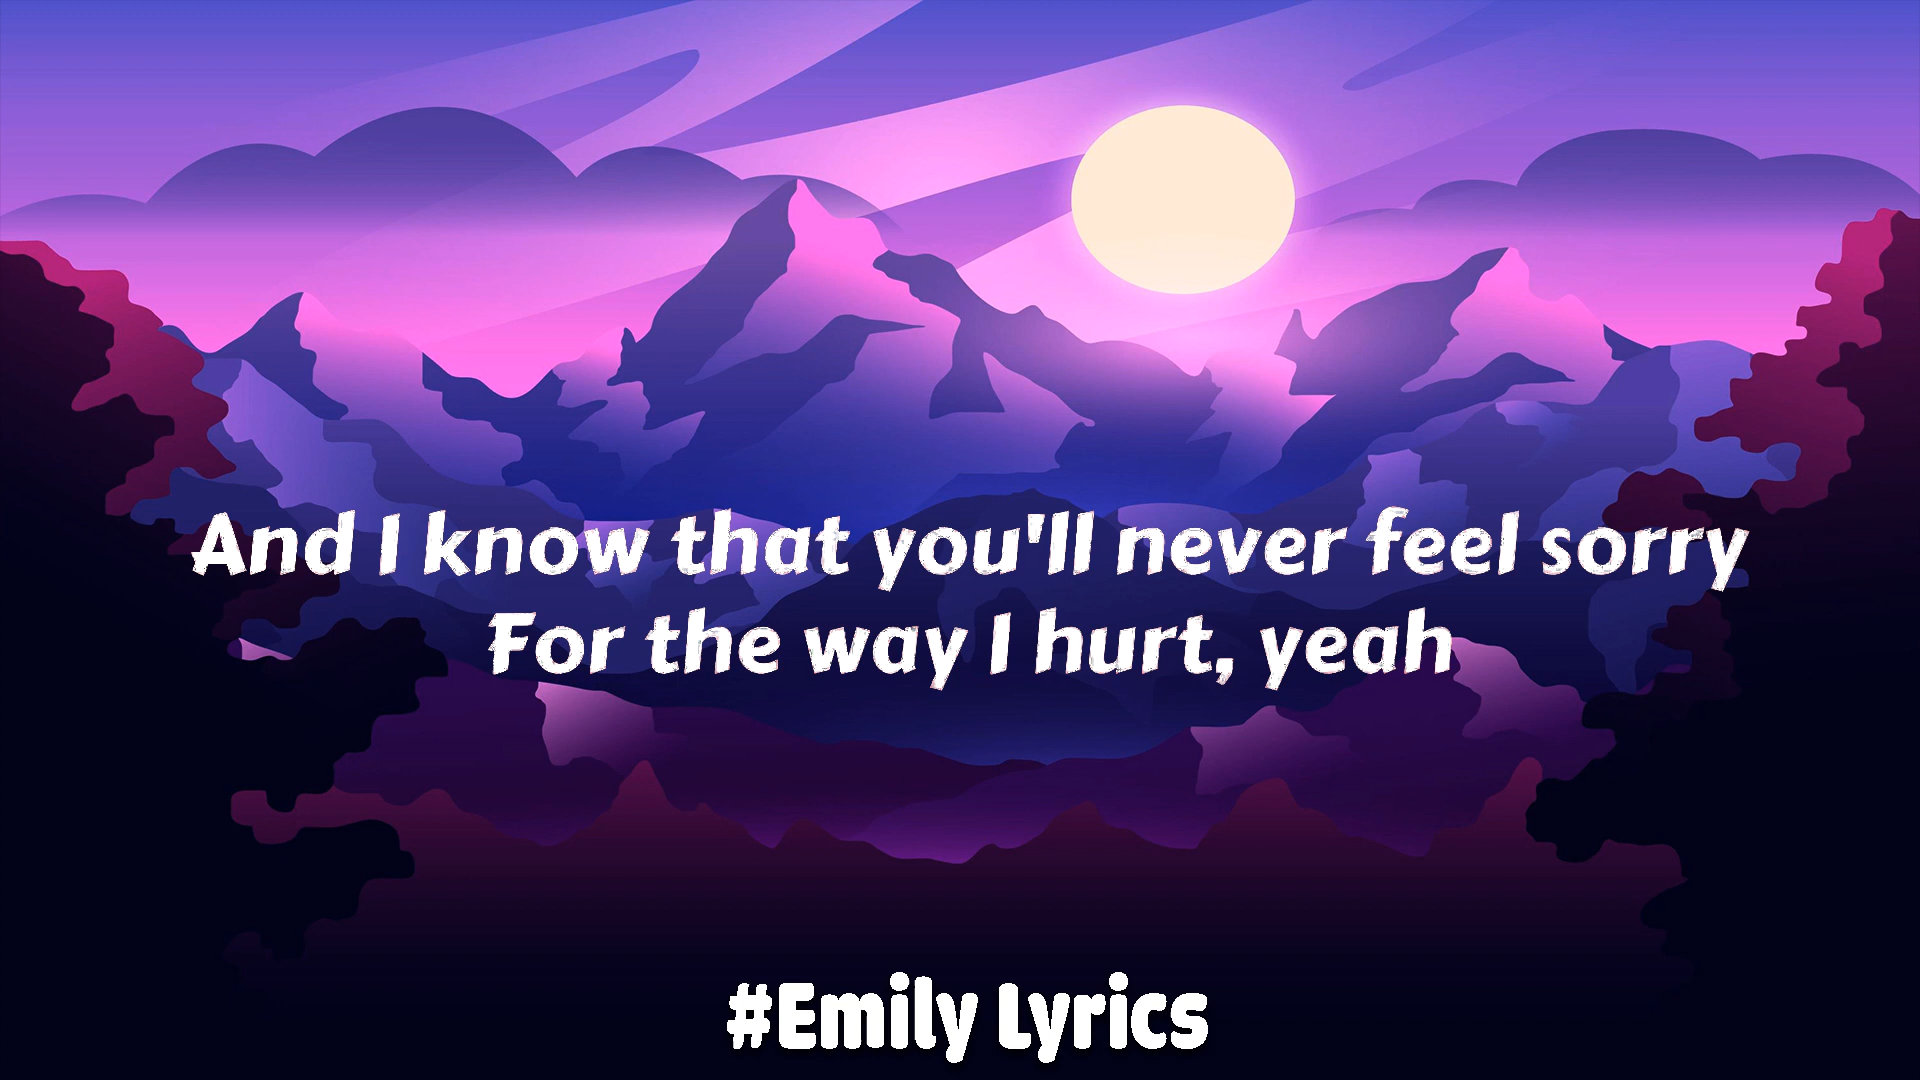 And I know that you'll never feel sorry
For the way I hurt, yeah
#Emily Lyrics